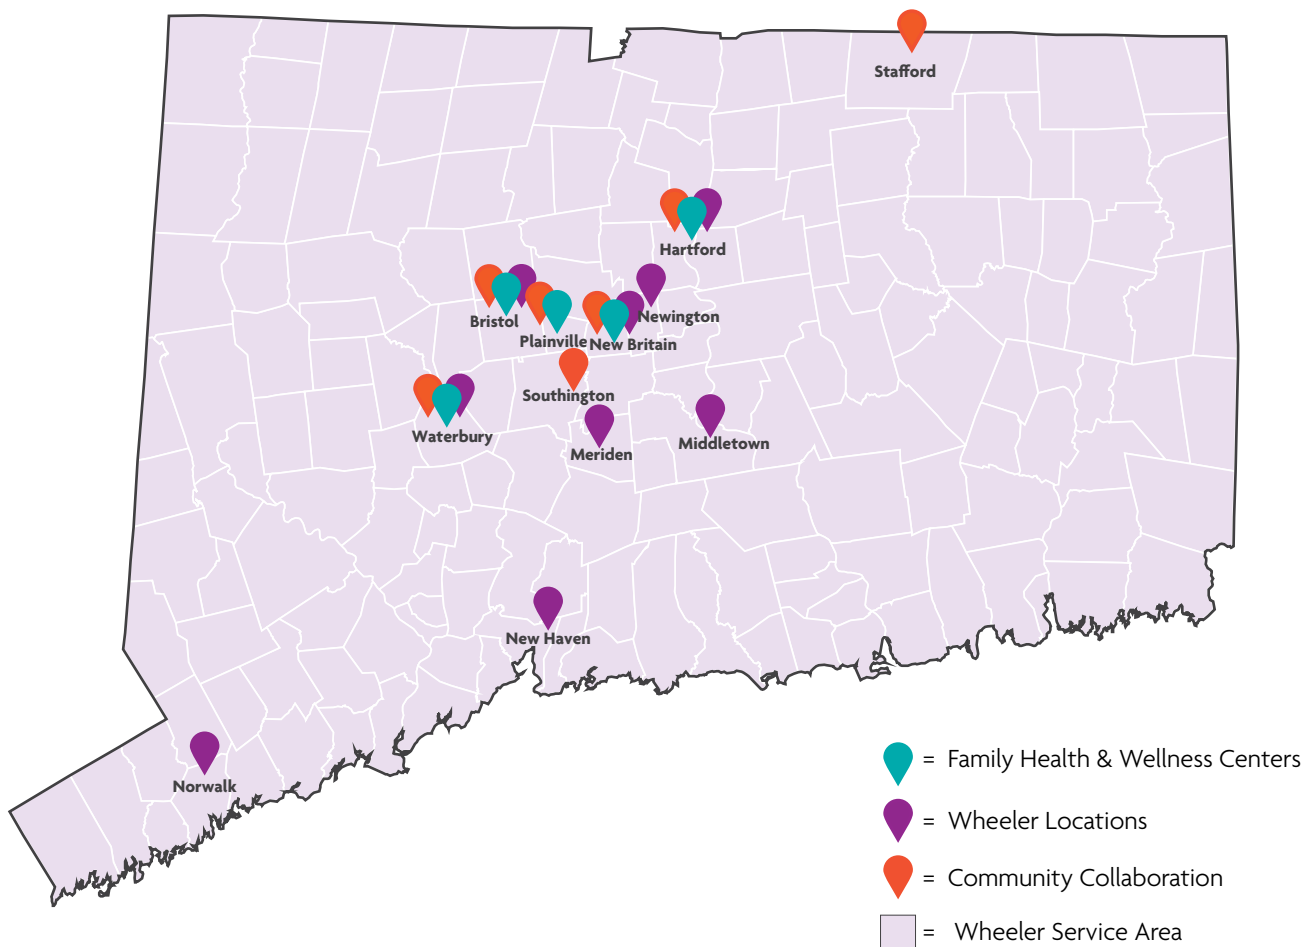 Stafford
Hartford
Newington
Bristol
Plainville
New Britain
Southington
Waterbury
Middletown
Meriden
New Haven
Norwalk
= Family Health & Wellness Centers
= Wheeler Locations
= Community Collaboration
= Wheeler Service Area